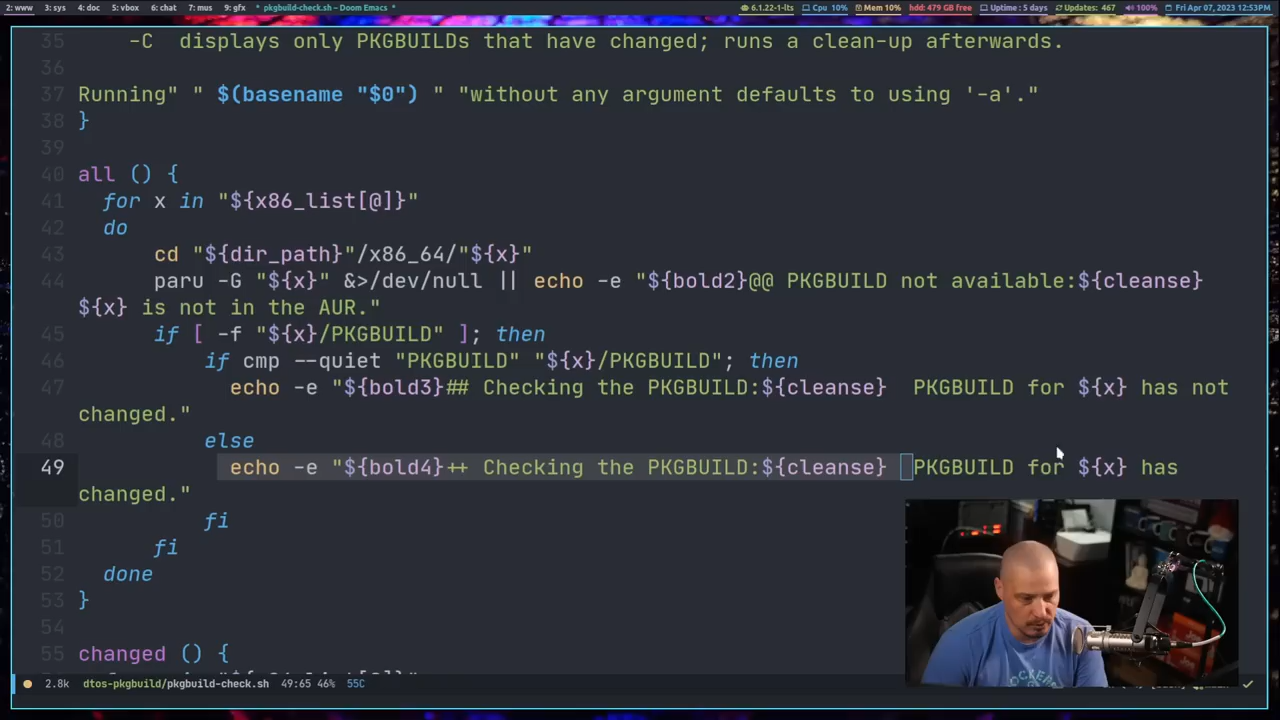 2: www 3: sys 4: doc 5: vbox 6: chat 7: mus 9: gfx * pkgbuild-check.sh – Doom Emacs * 6.1.22-1-lts Cpu 10% Mem 10% hdd: 479 GB free Uptime : 5 days Updates: 467 100% Fri Apr 07, 2023 12:53PM
35 -C displays only PKGBUILDs that have changed; runs a clean-up afterwards.
36
37 Running" " $(basename "$0") " "without any argument defaults to using '-a'."
38 }
39
40 all () {
41 for x in "${x86_list[@]}"
42 do
43 cd "${dir_path}"/x86_64/"${x}"
44 paru -G "${x}" &>/dev/null || echo -e "${bold2}@@ PKGBUILD not available:${cleanse}
${x} is not in the AUR."
45 if [ -f "${x}/PKGBUILD" ]; then
46 if cmp --quiet "PKGBUILD" "${x}/PKGBUILD"; then
47 echo -e "${bold3}## Checking the PKGBUILD:${cleanse} PKGBUILD for ${x} has not
changed."
48 else
49 echo -e "${bold4}++ Checking the PKGBUILD:${cleanse} PKGBUILD for ${x} has
changed."
50 fi
51 fi
52 done
53 }
54
55 changed () {
2.8k dtos-pkgbuild/pkgbuild-check.sh 49:65 46% 55C